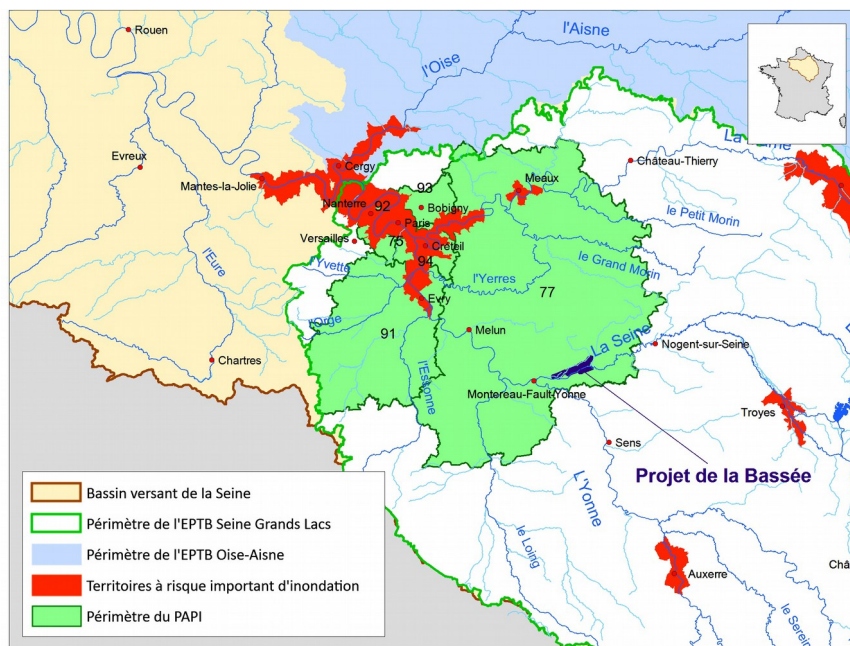 Rouen
l'Aisne
l'Oise
Evreux
Cergy
Château-Thierry
Mantes-la-Jolie
93
Meaux
92
Nanterre
Bobigny
le Petit Morin
Paris
Versailles
75
Créteil
l'Yvette
94
le Grand Morin
l'Eure
l'Yerres
Evry
77
l'Orge
91
Melun
La Seine
Nogent-sur-Seine
Chartres
l'Essonne
Montereau-Fault-Yonne
Troyes
Sens
Projet de la Bassée
L'Yonne
le Loing
Auxerre
Châ
le Serein
Bassin versant de la Seine
Périmètre de l'EPTB Seine Grands Lacs
Périmètre de l'EPTB Oise-Aisne
Territoires à risque important d'inondation
Périmètre du PAPI